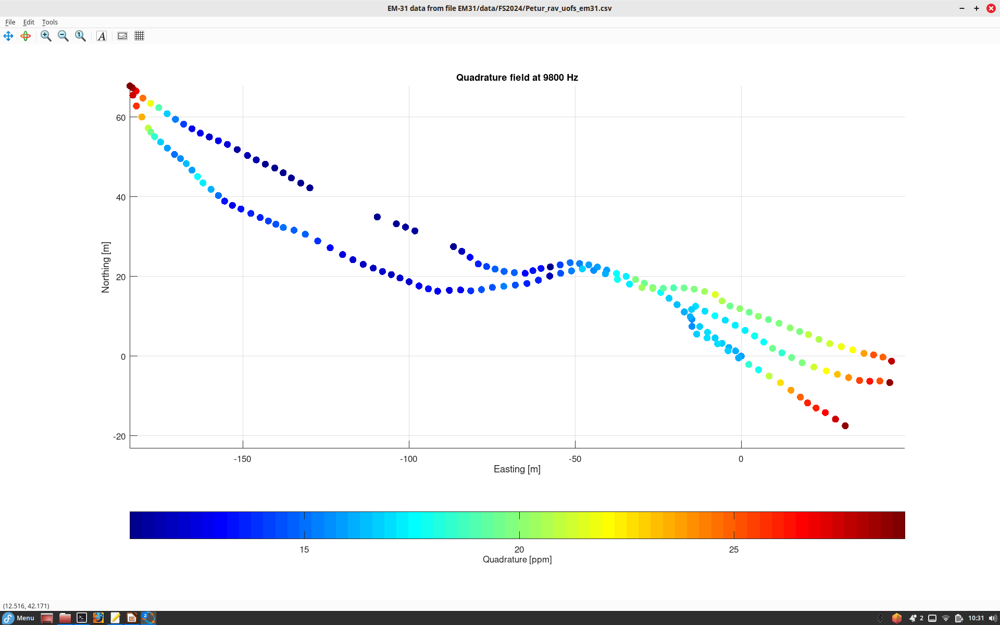 EM-31 data from file EM31/data/FS2024/Petur_rav_uofs_em31.csv
File Edit Tools
1 A
Quadrature field at 9800 Hz
60
40
20
0
-20
Northing [m]
-150 -100 -50 0
Easting [m]
15 20 25
Quadrature [ppm]
(12.516, 42.171)
Menu 2 2 10:31